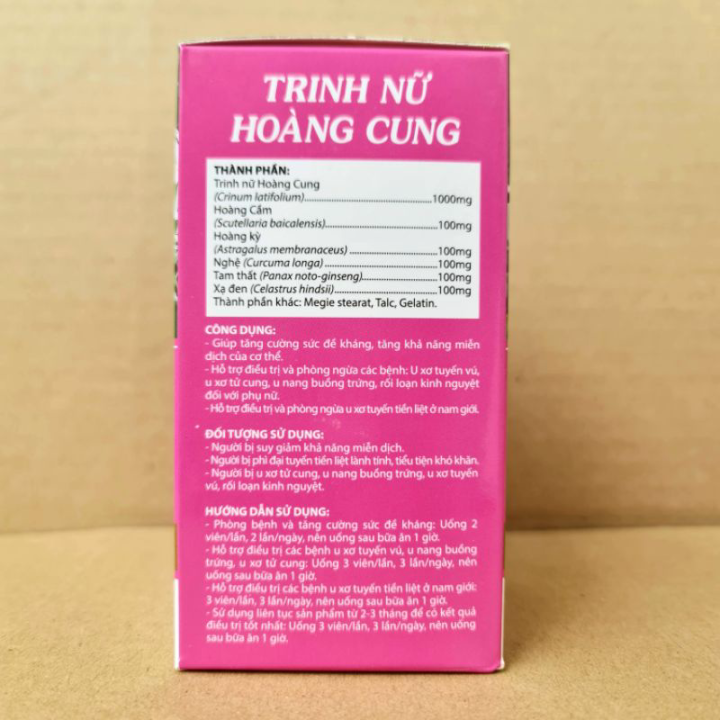 TRINH NỮ
HOÀNG CUNG
THÀNH PHẦN:
Trinh nữ Hoàng Cung
(Crinum latifolium)............1000mg
Hoàng Cầm
(Scutellaria baicalensis)............100mg
Hoàng kỳ
(Astragalus membranaceus)............100mg
Nghệ (Curcuma longa)............100mg
Tam thất (Panax noto-ginseng)............100mg
Xạ đen (Celastrus hindsii)............100mg
Thành phần khác: Megie stearat, Talc, Gelatin.
CÔNG DỤNG:
- Giúp tăng cường sức đề kháng, tăng khả năng miễn
dịch của cơ thể.
- Hỗ trợ điều trị và phòng ngừa các bệnh: U xơ tuyến vú,
u xơ tử cung, u nang buồng trứng, rối loạn kinh nguyệt
đối với phụ nữ.
- Hỗ trợ điều trị và phòng ngừa u xơ tuyến tiền liệt ở nam giới.
ĐỐI TƯỢNG SỬ DỤNG:
- Người bị suy giảm khả năng miễn dịch.
- Người bị phì đại tuyến tiền liệt lành tính, tiểu tiện khó khăn.
- Người bị u xơ tử cung, u nang buồng trứng, u xơ tuyến
vú, rối loạn kinh nguyệt.
HƯỚNG DẪN SỬ DỤNG:
- Phòng bệnh và tăng cường sức đề kháng: Uống 2
viên/lần, 2 lần/ngày, nên uống sau bữa ăn 1 giờ.
- Hỗ trợ điều trị các bệnh u xơ tuyến vú, u nang buồng
trứng, u xơ tử cung: Uống 3 viên/lần, 3 lần/ngày, nên
uống sau bữa ăn 1 giờ.
- Hỗ trợ điều trị các bệnh u xơ tuyến tiền liệt ở nam giới:
3 viên/lần, 3 lần/ngày, nên uống sau bữa ăn 1 giờ.
- Sử dụng liên tục sản phẩm từ 2-3 tháng để có kết quả
điều trị tốt nhất: Uống 3 viên/lần, 3 lần/ngày, nên uống
sau bữa ăn 1 giờ.